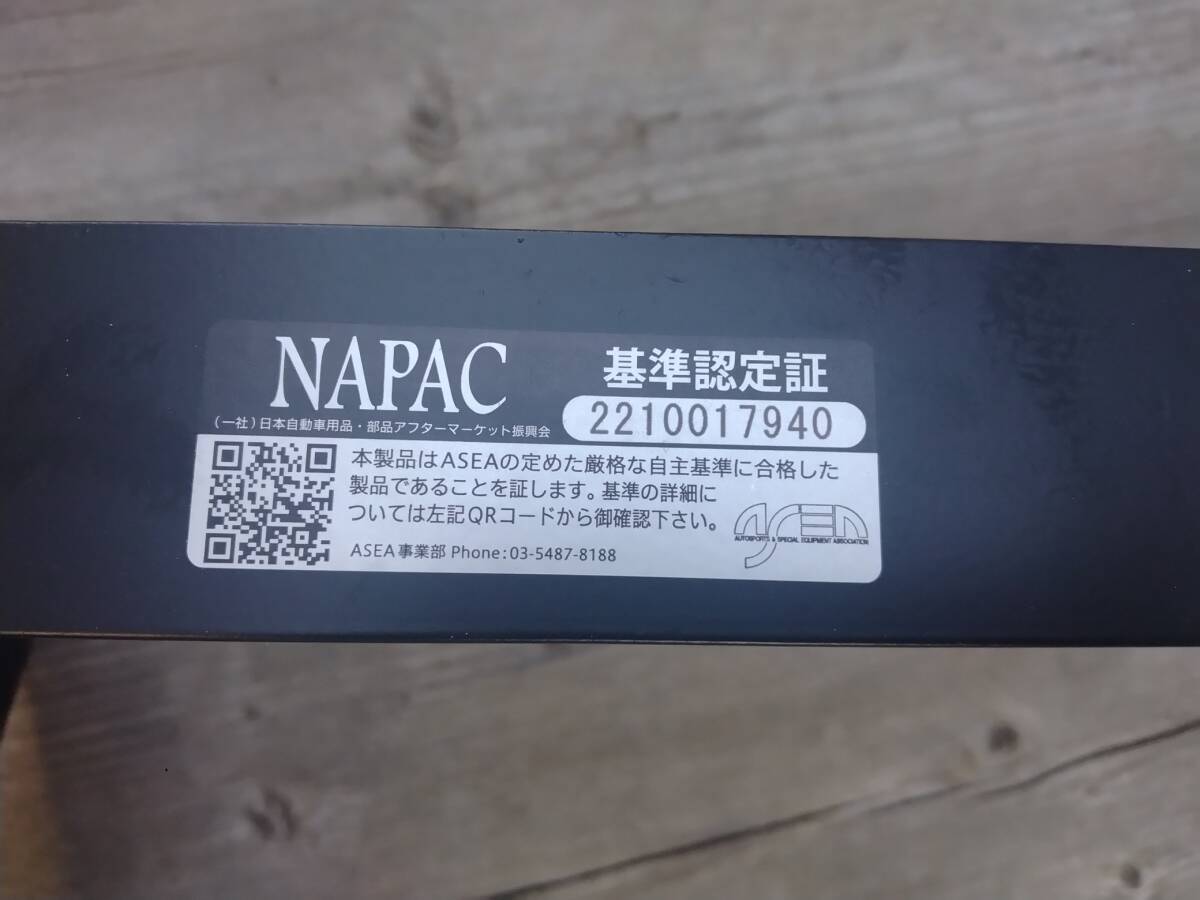 NAPAC
基準認定証
(一社)日本自動車用品・部品アフターマーケット振興会
2210017940
本製品はASEAの定めた厳格な自主基準に合格した
製品であることを証します。基準の詳細に
ついては左記QRコードから御確認下さい。
ASEA事業部 Phone:03-5487-8188
ASEA
AUTOSPORTS & SPECIAL EQUIPMENT ASSOCIATION